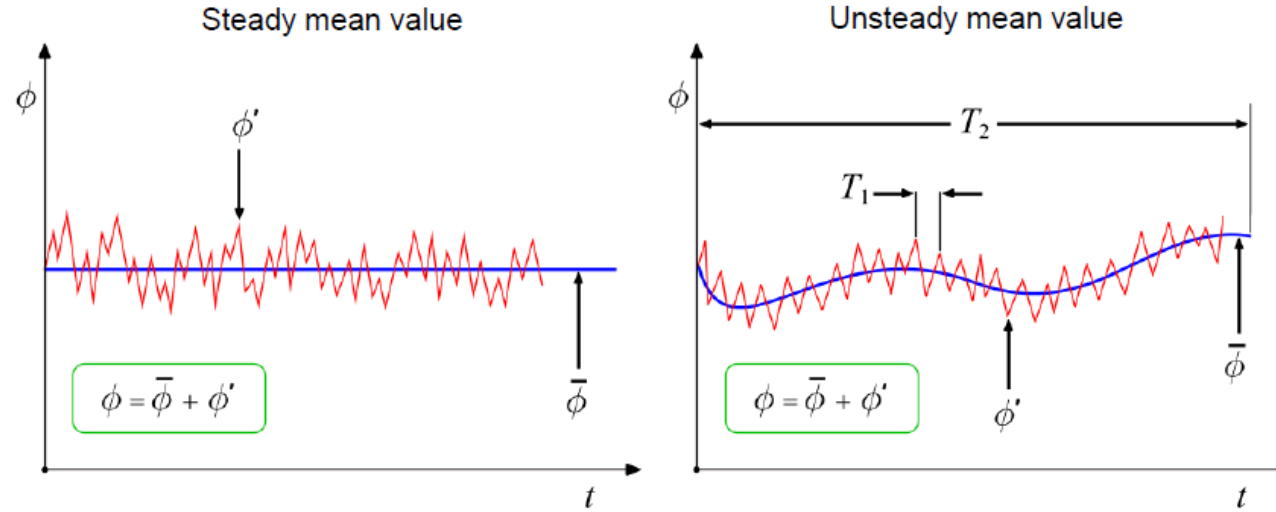 Steady mean value
ϕ
ϕ'
ϕ = ϕ̅ + ϕ'
ϕ̅
t
Unsteady mean value
ϕ
T₂
T₁
ϕ = ϕ̅ + ϕ'
ϕ'
ϕ̅
t